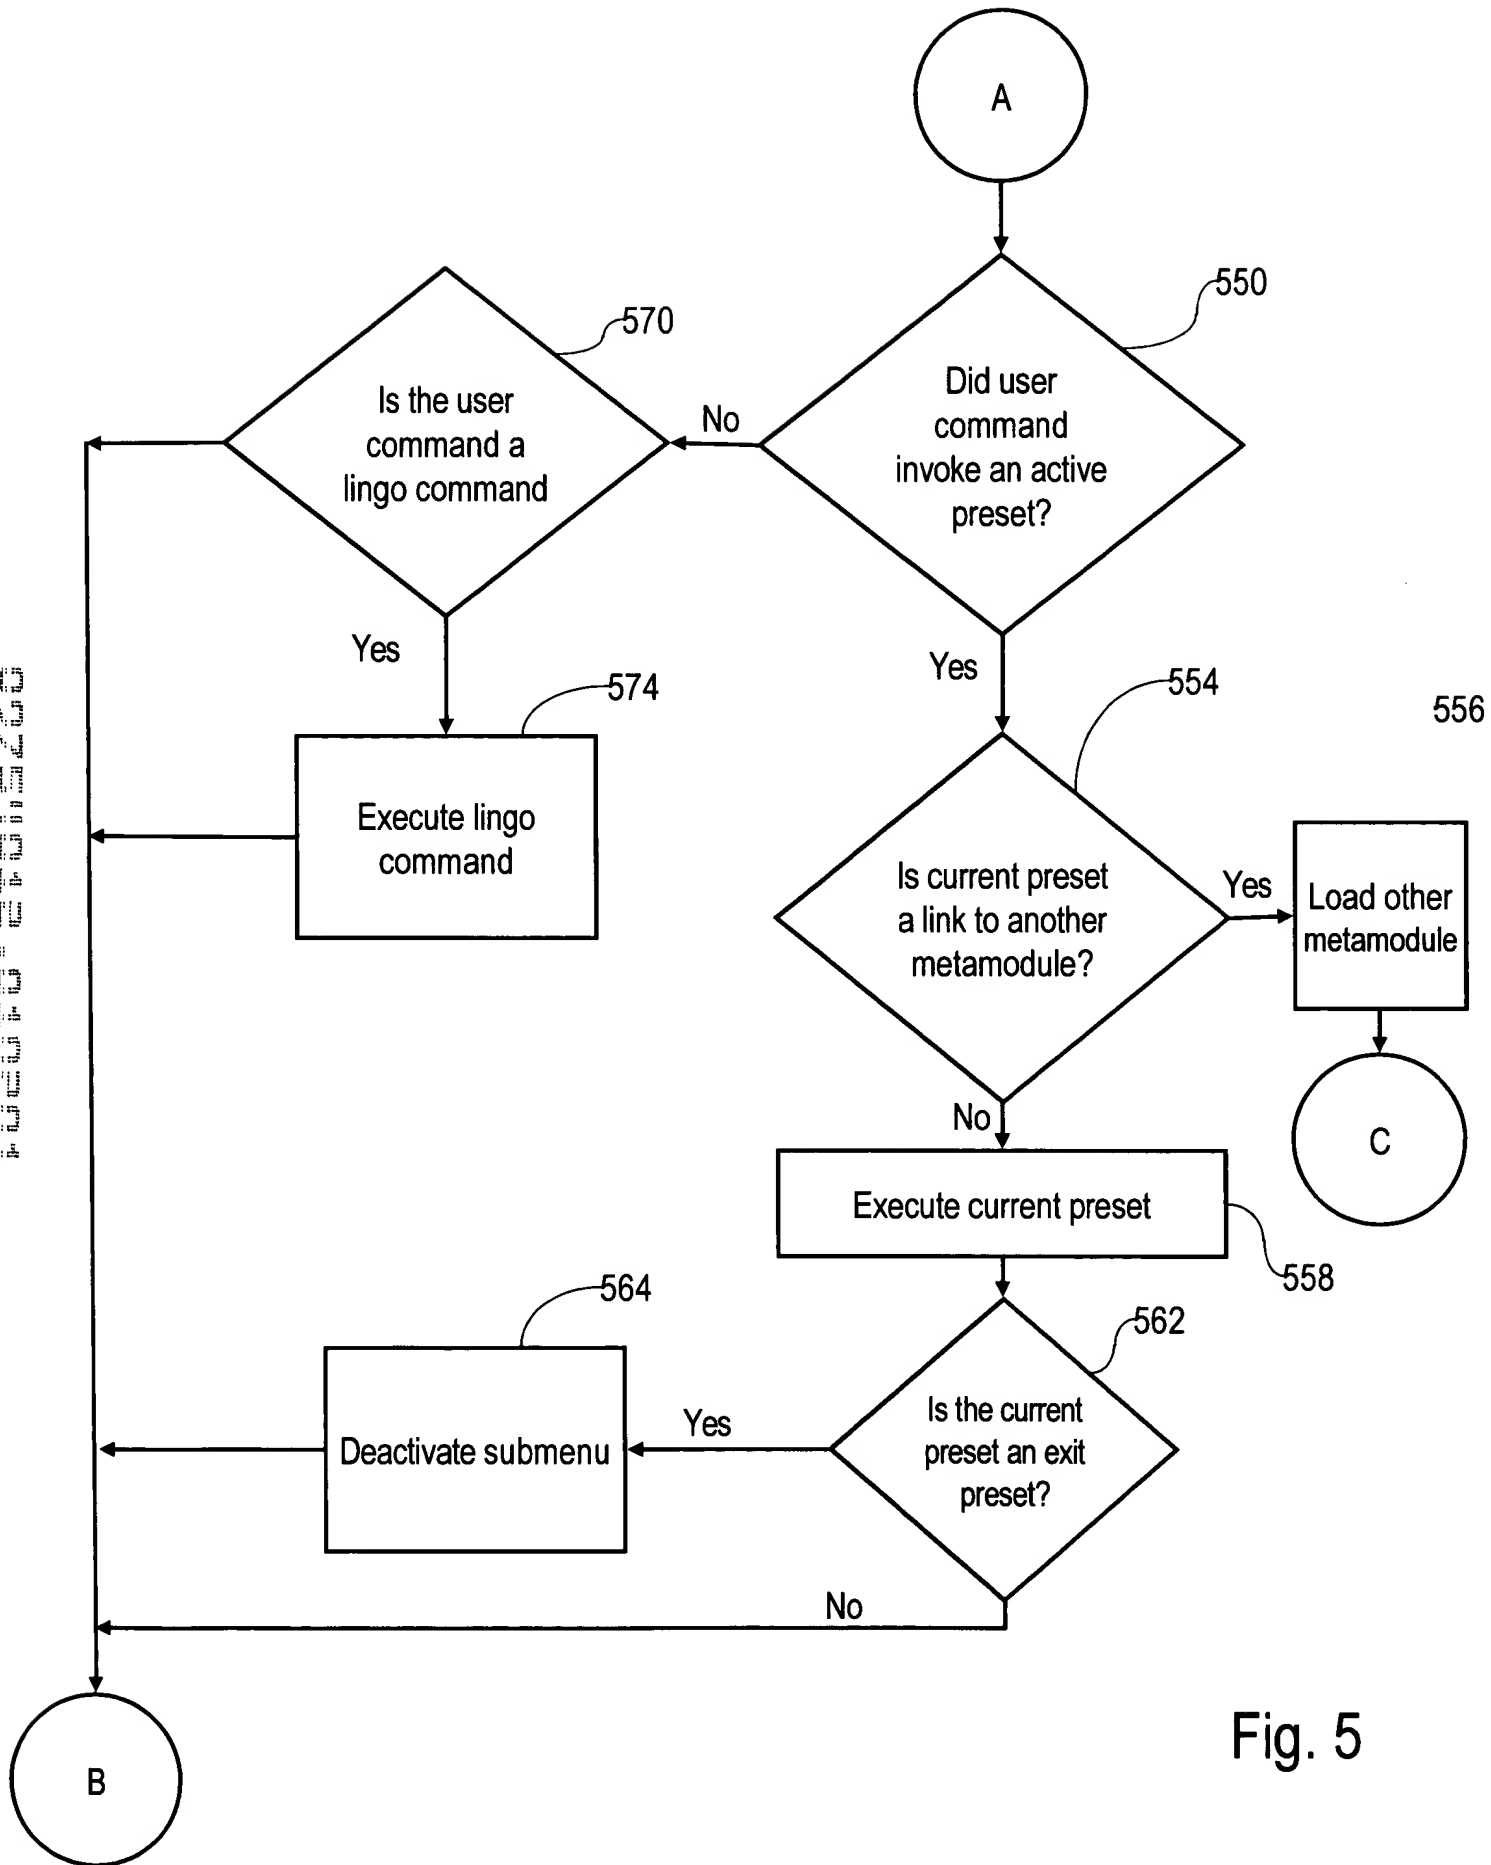 A
550
Did user
command
invoke an active
preset?
570
Is the user
command a
lingo command
No
Yes
574
Execute lingo
command
Yes
554
556
Is current preset
a link to another
metamodule?
Yes
Load other
metamodule
C
No
Execute current preset
558
562
Is the current
preset an exit
preset?
564
Yes
Deactivate submenu
No
B
Fig. 5